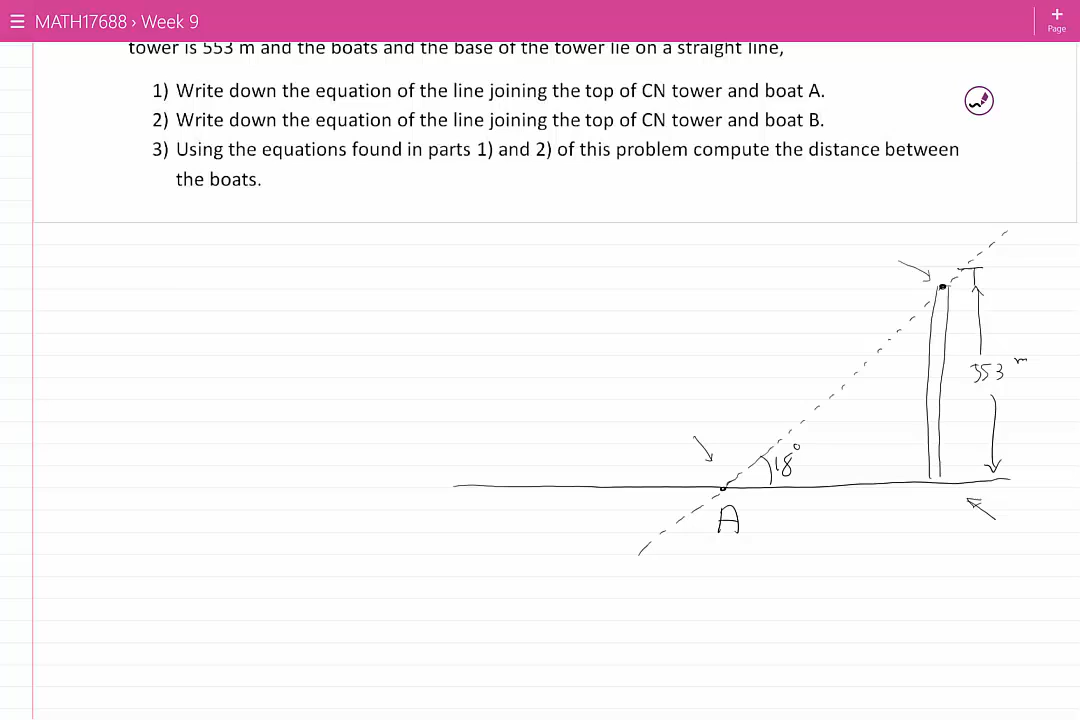 MATH17688 › Week 9
Page
tower is 553 m and the boats and the base of the tower lie on a straight line,
1) Write down the equation of the line joining the top of CN tower and boat A.
2) Write down the equation of the line joining the top of CN tower and boat B.
3) Using the equations found in parts 1) and 2) of this problem compute the distance between
the boats.
T
353 m
18°
A